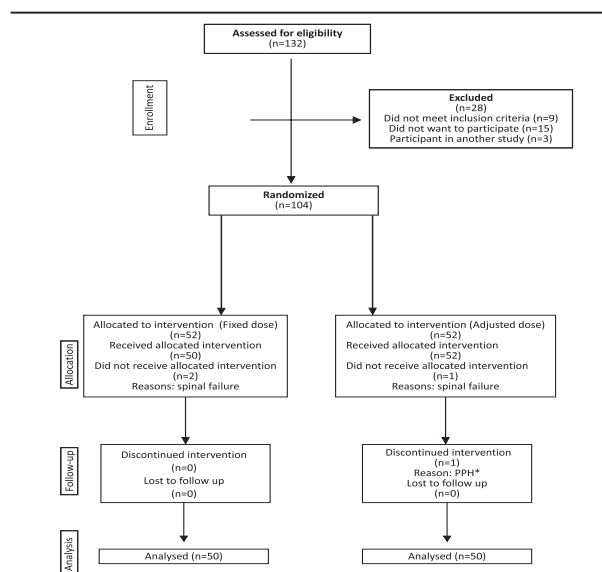 Assessed for eligibility
(n=132)
Enrollment
Excluded
(n=28)
Did not meet inclusion criteria (n=9)
Did not want to participate (n=15)
Participant in another study (n=3)
Randomized
(n=104)
Allocation
Allocated to intervention (Fixed dose)
(n=52)
Received allocated intervention
(n=50)
Did not receive allocated intervention
(n=2)
Reasons: spinal failure
Allocated to intervention (Adjusted dose)
(n=52)
Received allocated intervention
(n=52)
Did not receive allocated intervention
(n=1)
Reasons: spinal failure
Follow-up
Discontinued intervention
(n=0)
Lost to follow up
(n=0)
Discontinued intervention
(n=1)
Reason: PPH*
Lost to follow up
(n=0)
Analysis
Analysed (n=50)
Analysed (n=50)